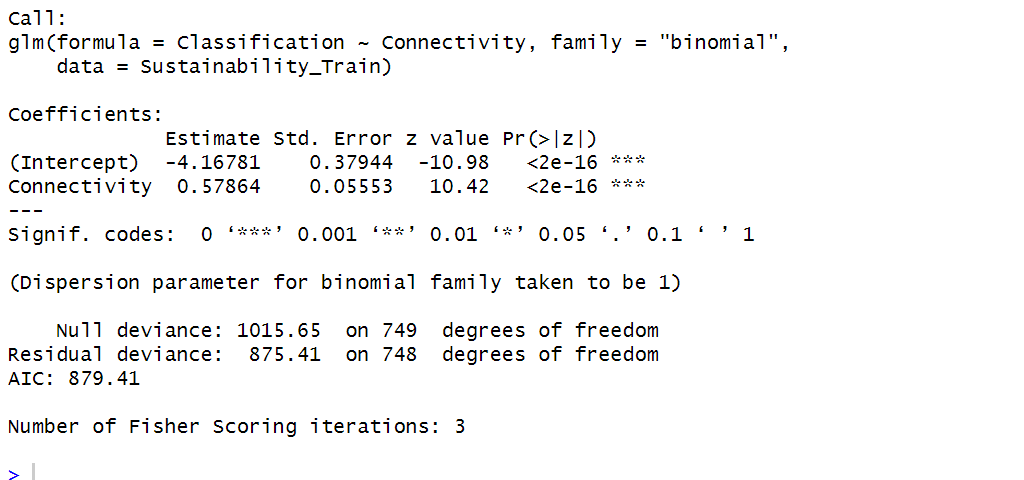 Call:
glm(formula = Classification ~ Connectivity, family = "binomial",
    data = Sustainability_Train)
Coefficients:
             Estimate Std. Error z value Pr(>|z|)
(Intercept)  -4.16781    0.37944  -10.98   <2e-16 ***
Connectivity  0.57864    0.05553   10.42   <2e-16 ***
---
Signif. codes:  0 ‘***’ 0.001 ‘**’ 0.01 ‘*’ 0.05 ‘.’ 0.1 ‘ ’ 1
(Dispersion parameter for binomial family taken to be 1)
    Null deviance: 1015.65  on 749  degrees of freedom
Residual deviance:  875.41  on 748  degrees of freedom
AIC: 879.41
Number of Fisher Scoring iterations: 3
>